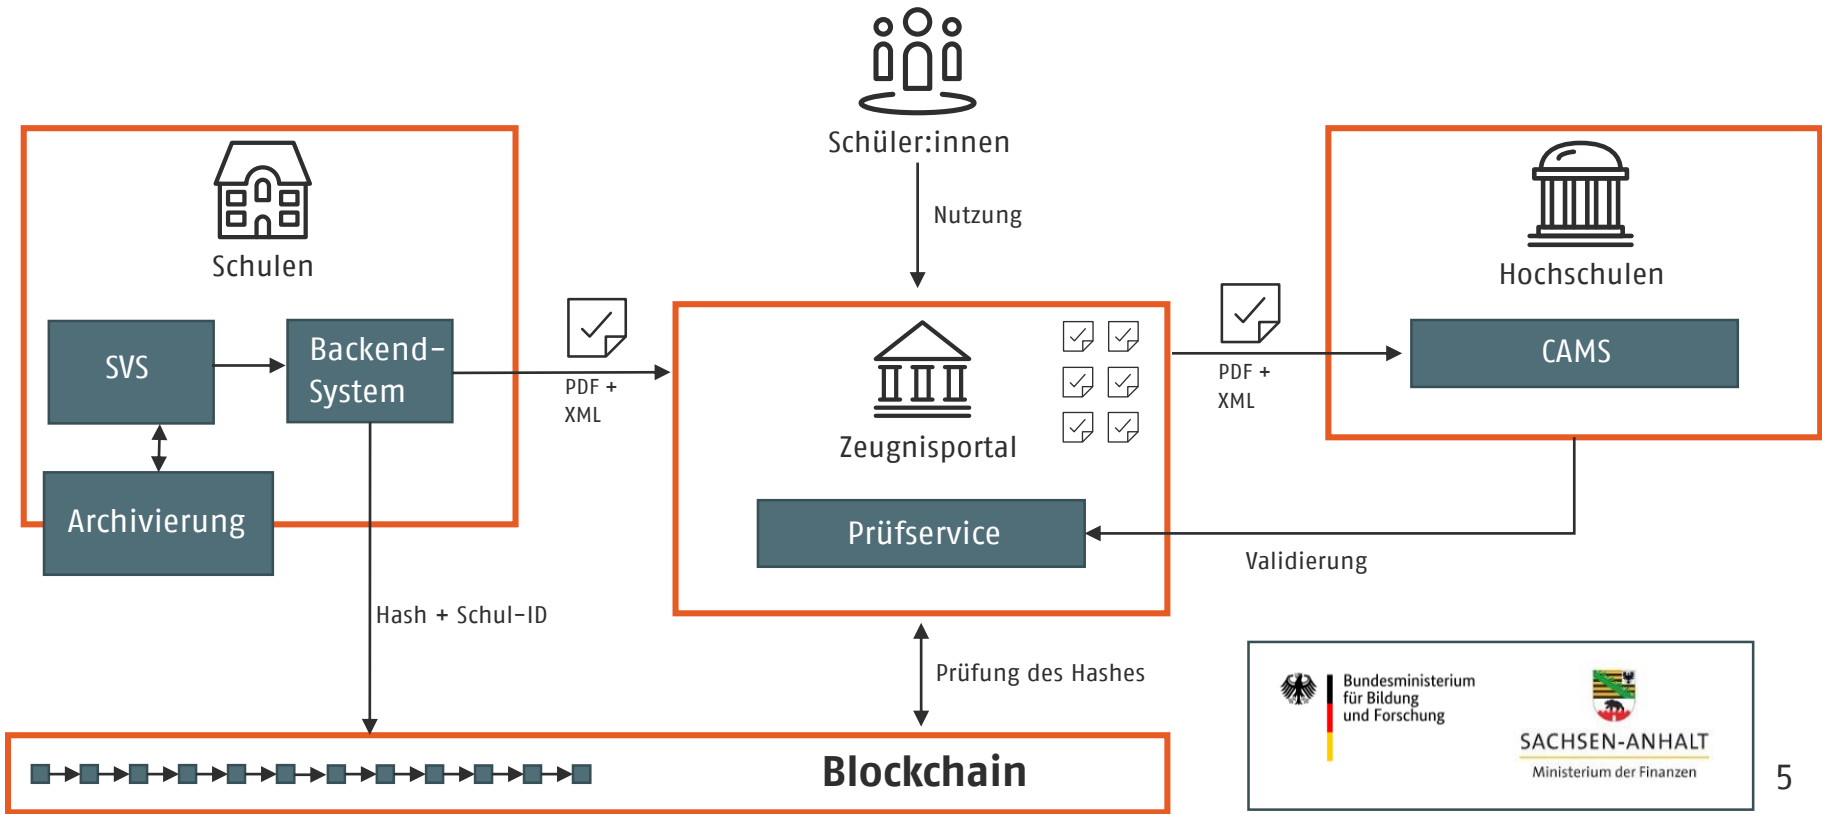 Schüler:innen
Nutzung
Schulen
SVS
Backend-
System
Archivierung
Hash + Schul-ID
PDF +
XML
Zeugnisportal
Prüfservice
Prüfung des Hashes
PDF +
XML
Hochschulen
CAMS
Validierung
Blockchain
Bundesministerium
für Bildung
und Forschung
SACHSEN-ANHALT
Ministerium der Finanzen
5